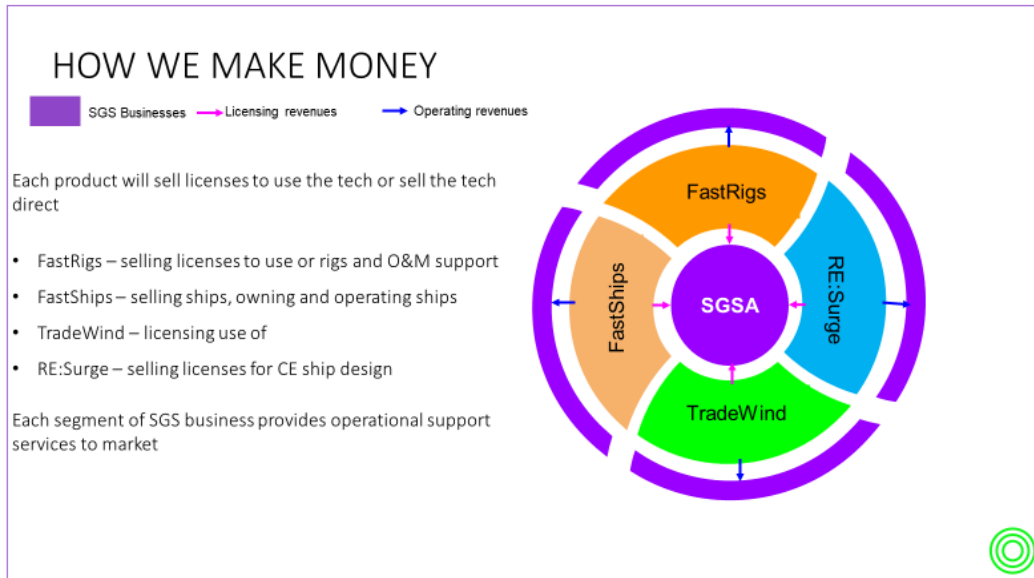 HOW WE MAKE MONEY
SGS Businesses
Licensing revenues
Operating revenues
Each product will sell licenses to use the tech or sell the tech
direct
• FastRigs – selling licenses to use or rigs and O&M support
• FastShips – selling ships, owning and operating ships
• TradeWind – licensing use of
• RE:Surge – selling licenses for CE ship design
Each segment of SGS business provides operational support
services to market
FastRigs
FastShips
SGSA
RE:Surge
TradeWind